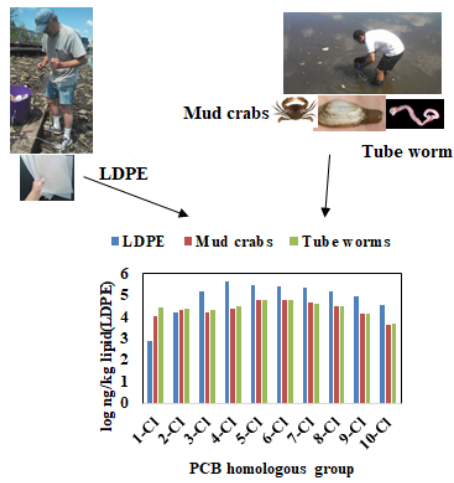 Mud crabs
Tube worm
LDPE
LDPE Mud crabs Tube worms
log ng/kg lipid(LDPE)
6
5
4
3
2
1
0
1-Cl
2-Cl
3-Cl
4-Cl
5-Cl
6-Cl
7-Cl
8-Cl
9-Cl
10-Cl
PCB homologous group